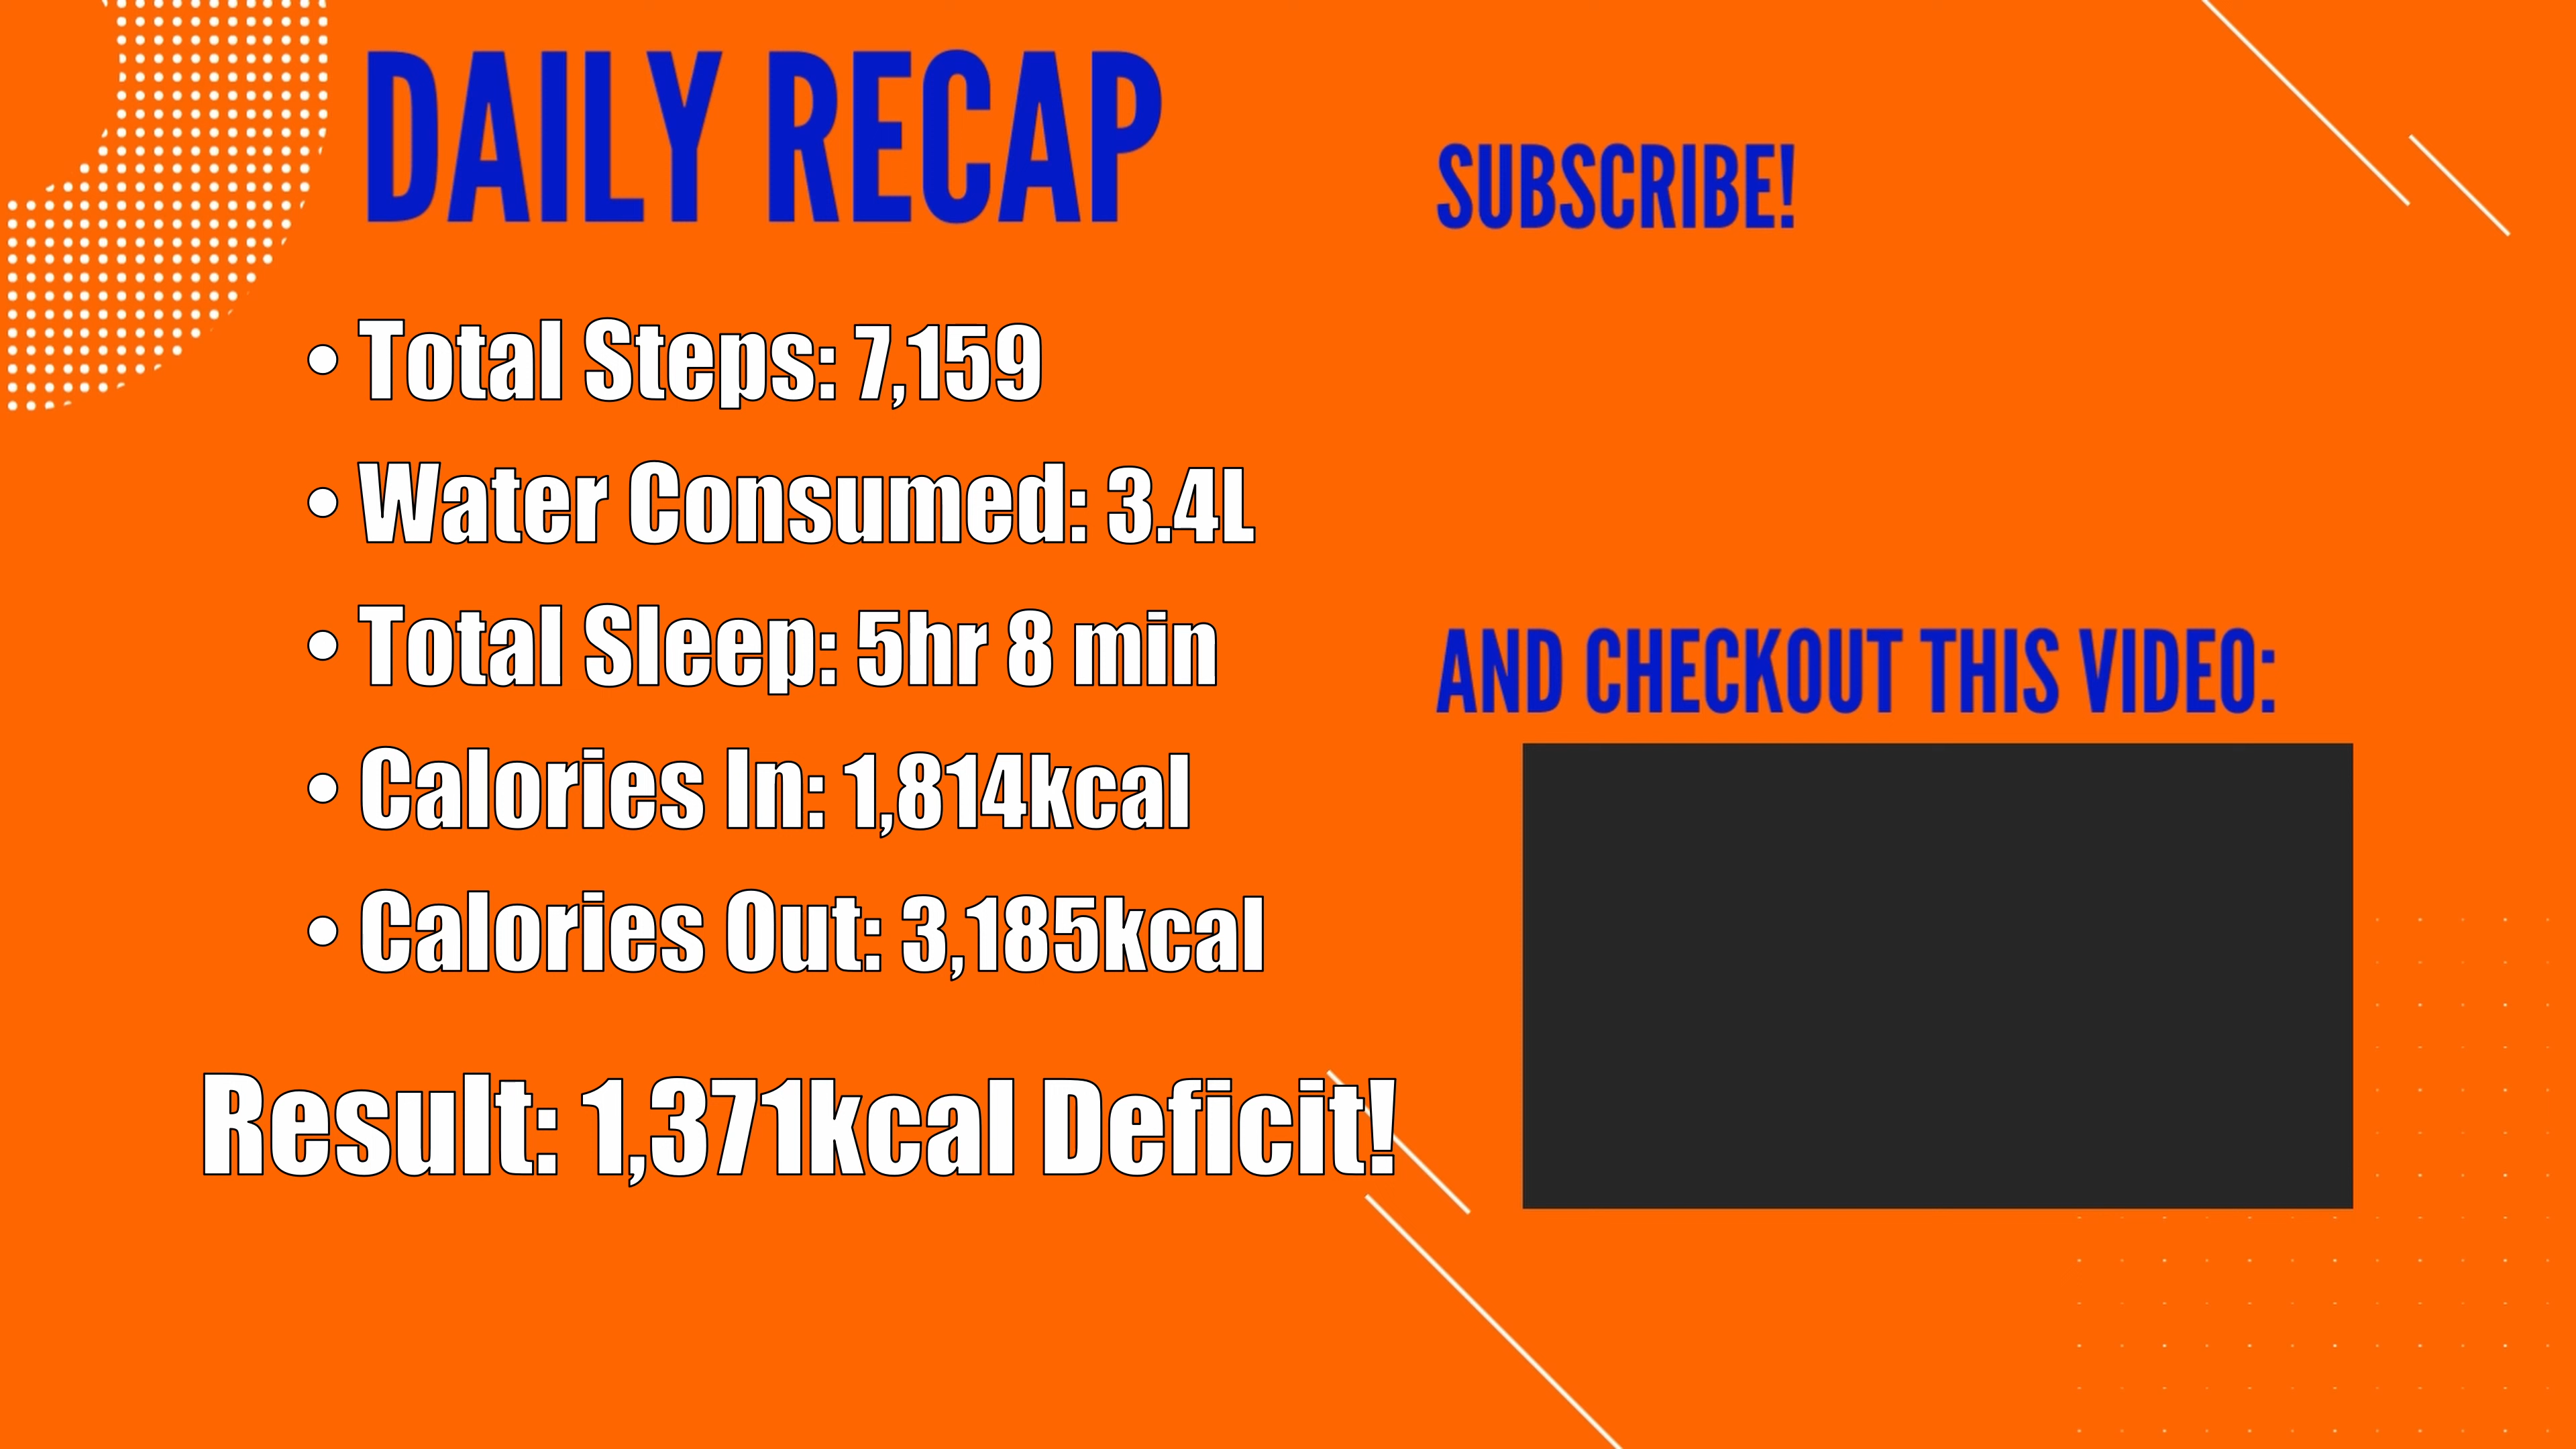 DAILY RECAP
• Total Steps: 7,159
• Water Consumed: 3.4L
• Total Sleep: 5hr 8 min
• Calories In: 1,814kcal
• Calories Out: 3,185kcal
Result: 1,371kcal Deficit!
SUBSCRIBE!
AND CHECKOUT THIS VIDEO: